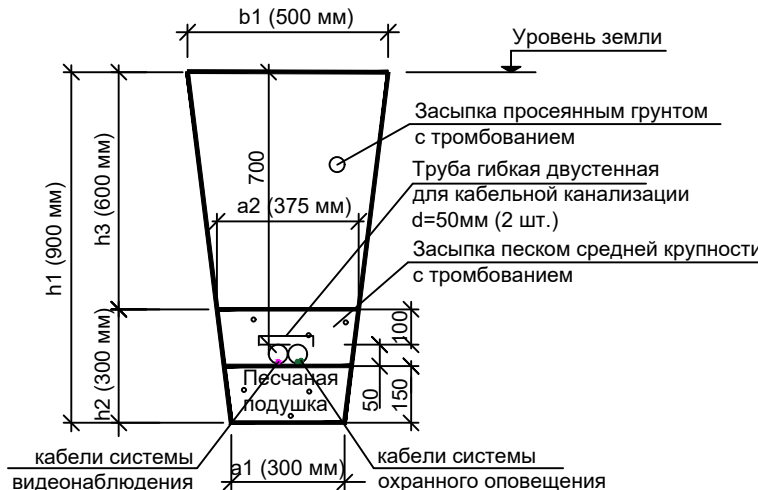 b1 (500 мм)
Уровень земли
Засыпка просеянным грунтом
с тромбованием
700
Труба гибкая двустенная
для кабельной канализации
d=50мм (2 шт.)
h1 (900 мм)
h3 (600 мм)
a2 (375 мм)
Засыпка песком средней крупности
с тромбованием
100
h2 (300 мм)
Песчаная
подушка
50
150
кабели системы
видеонаблюдения
a1 (300 мм)
кабели системы
охранного оповещения